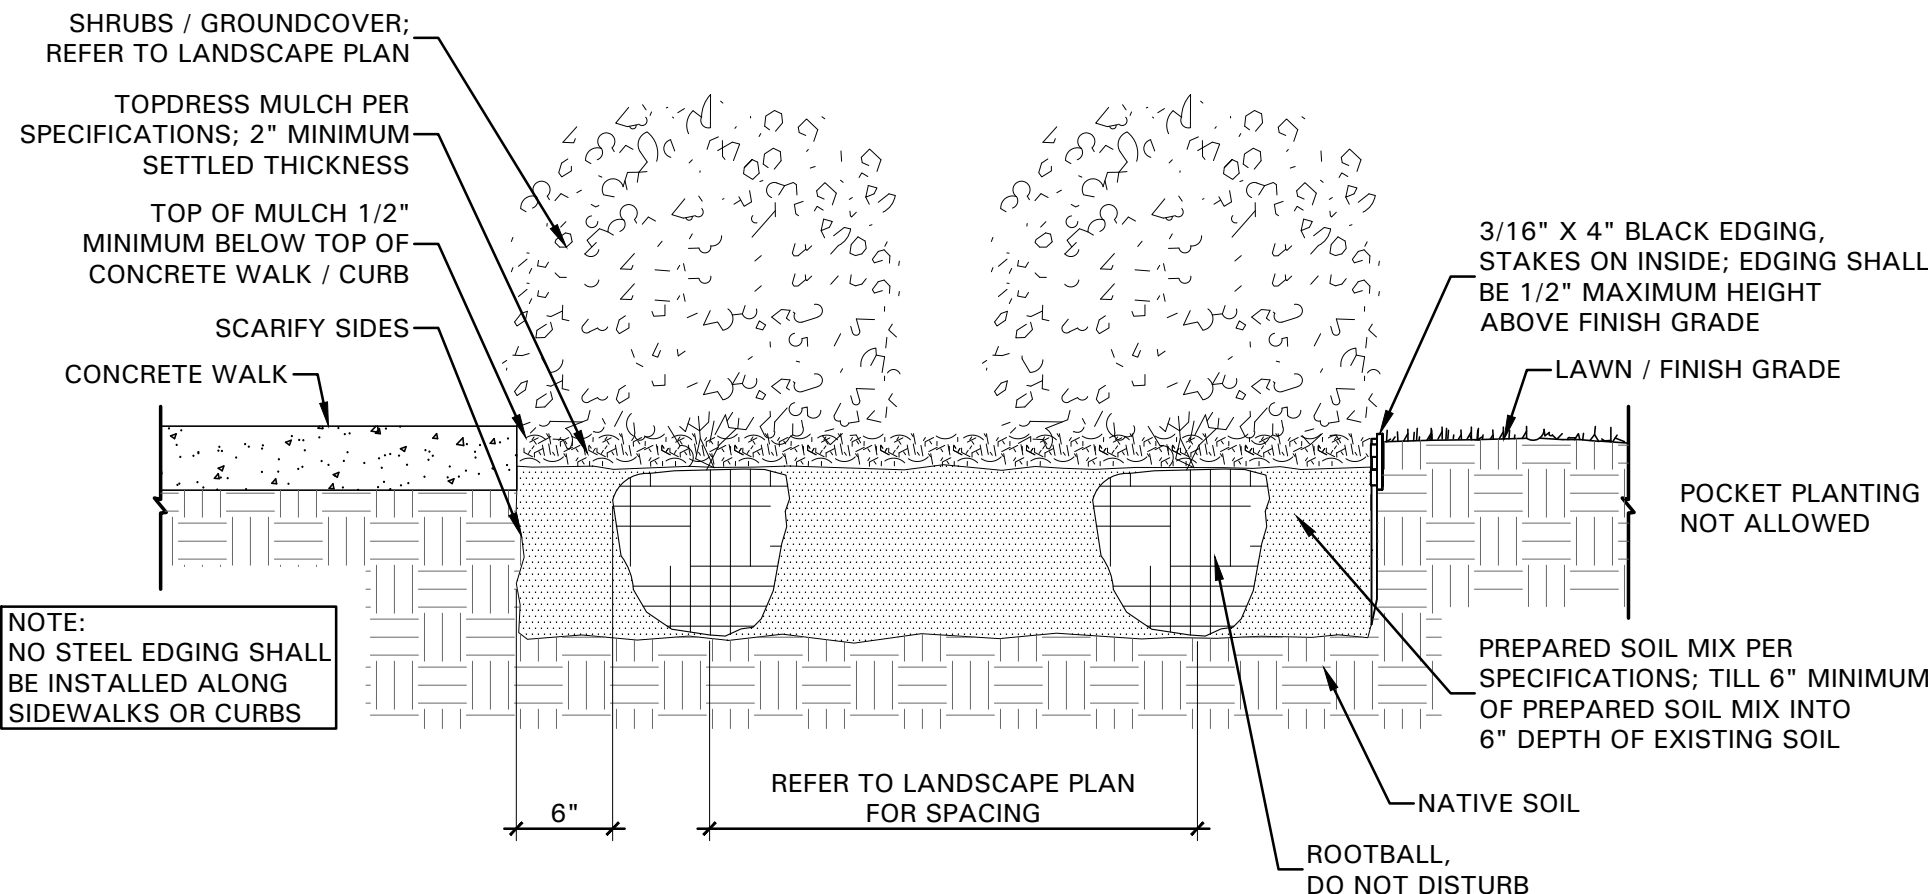 SHRUBS / GROUNDCOVER;
REFER TO LANDSCAPE PLAN
TOPDRESS MULCH PER
SPECIFICATIONS; 2" MINIMUM
SETTLED THICKNESS
TOP OF MULCH 1/2"
MINIMUM BELOW TOP OF
CONCRETE WALK / CURB
SCARIFY SIDES
CONCRETE WALK
NOTE:
NO STEEL EDGING SHALL
BE INSTALLED ALONG
SIDEWALKS OR CURBS
6"
REFER TO LANDSCAPE PLAN
FOR SPACING
3/16" X 4" BLACK EDGING,
STAKES ON INSIDE; EDGING SHALL
BE 1/2" MAXIMUM HEIGHT
ABOVE FINISH GRADE
LAWN / FINISH GRADE
POCKET PLANTING
NOT ALLOWED
PREPARED SOIL MIX PER
SPECIFICATIONS; TILL 6" MINIMUM
OF PREPARED SOIL MIX INTO
6" DEPTH OF EXISTING SOIL
NATIVE SOIL
ROOTBALL,
DO NOT DISTURB